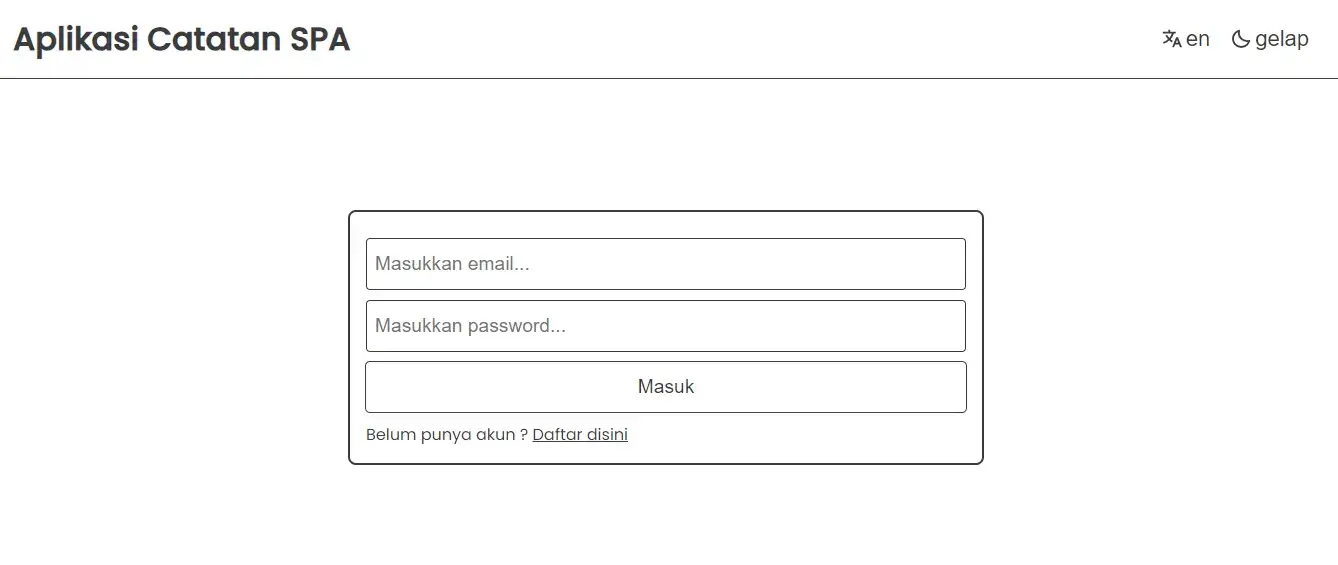 Aplikasi Catatan SPA
en gelap
Masukkan email...
Masukkan password...
Masuk
Belum punya akun ? Daftar disini